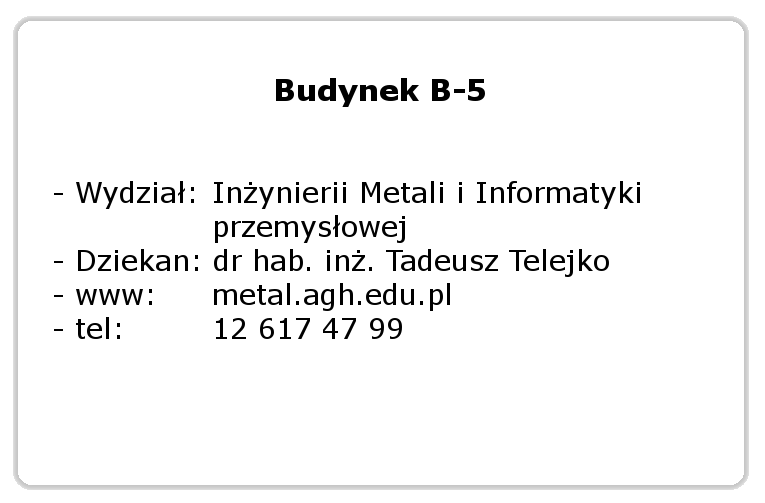 Budynek B-5
- Wydział: Inżynierii Metali i Informatyki
przemysłowej
- Dziekan: dr hab. inż. Tadeusz Telejko
- www: metal.agh.edu.pl
- tel: 12 617 47 99